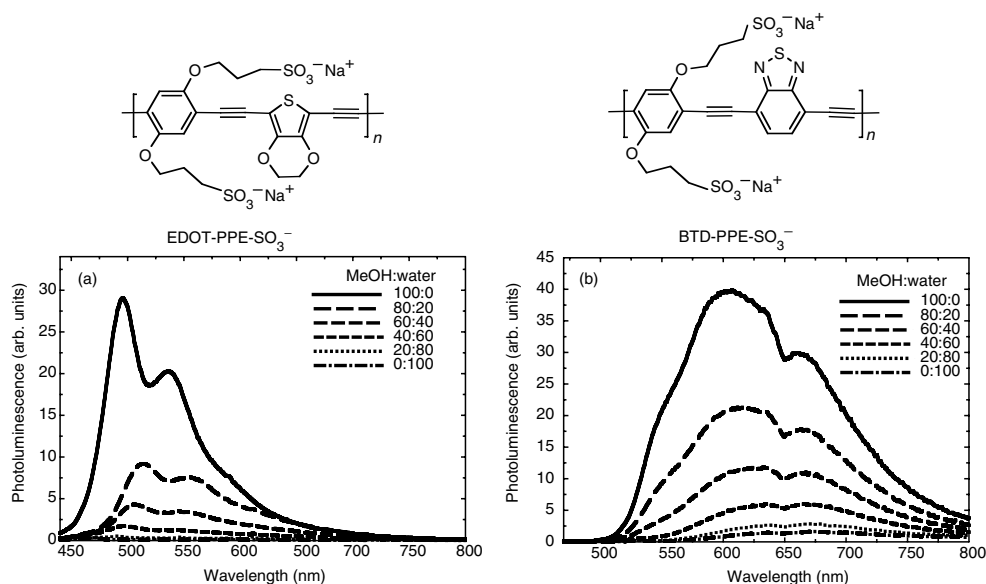 SO₃⁻Na⁺
O
S
n
O
O
O
SO₃⁻Na⁺
EDOT-PPE-SO₃⁻
SO₃⁻Na⁺
S
N
N
O
n
O
SO₃⁻Na⁺
BTD-PPE-SO₃⁻
(a)
MeOH:water
100:0
80:20
60:40
40:60
20:80
0:100
Photoluminescence (arb. units)
30
25
20
15
10
5
0
450 500 550 500 700 800
Wavelength (nm)
(b)
MeOH:water
100:0
80:20
60:40
40:60
20:80
0:100
Photoluminescence (arb. units)
45
40
35
30
25
20
15
10
5
0
500 550 600 650 700 750 800
Wavelength (nm)